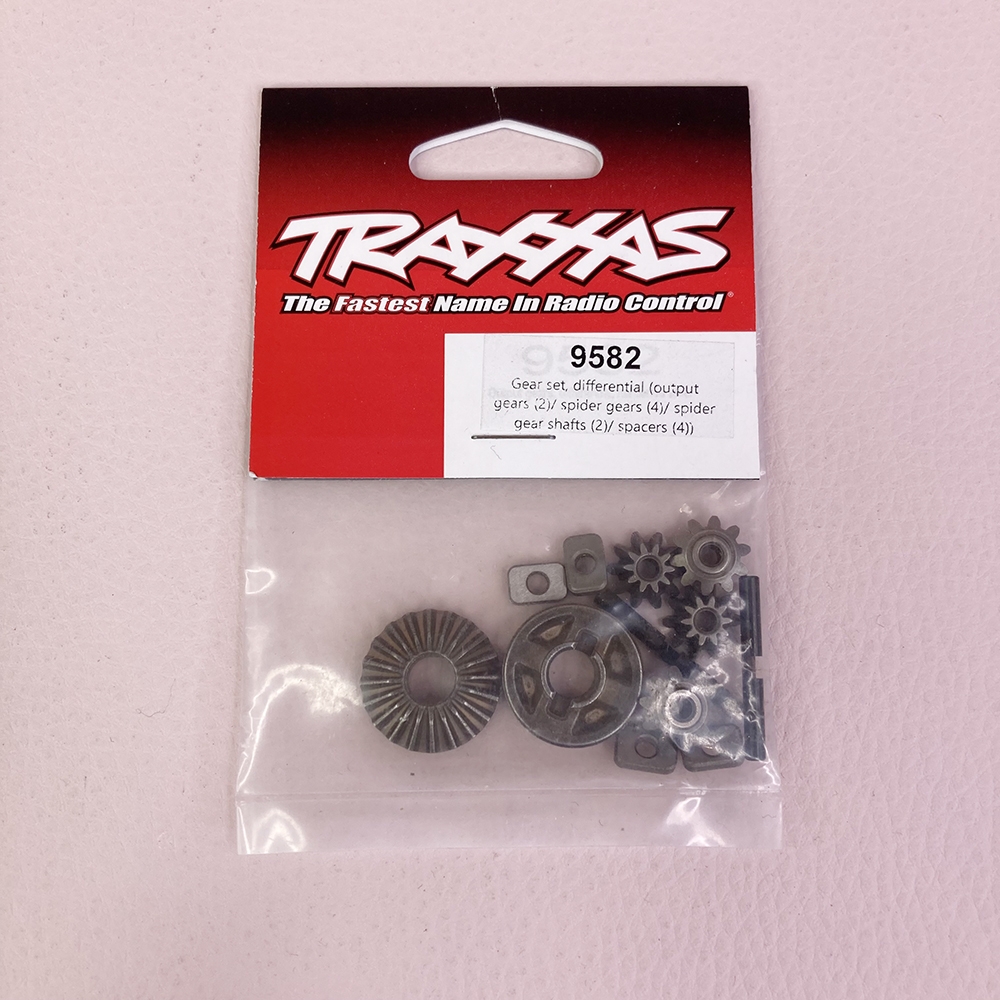 TRAXXAS
The Fastest Name In Radio Control®
9582
Gear set, differential (output
gears (2)/ spider gears (4)/ spider
gear shafts (2)/ spacers (4))